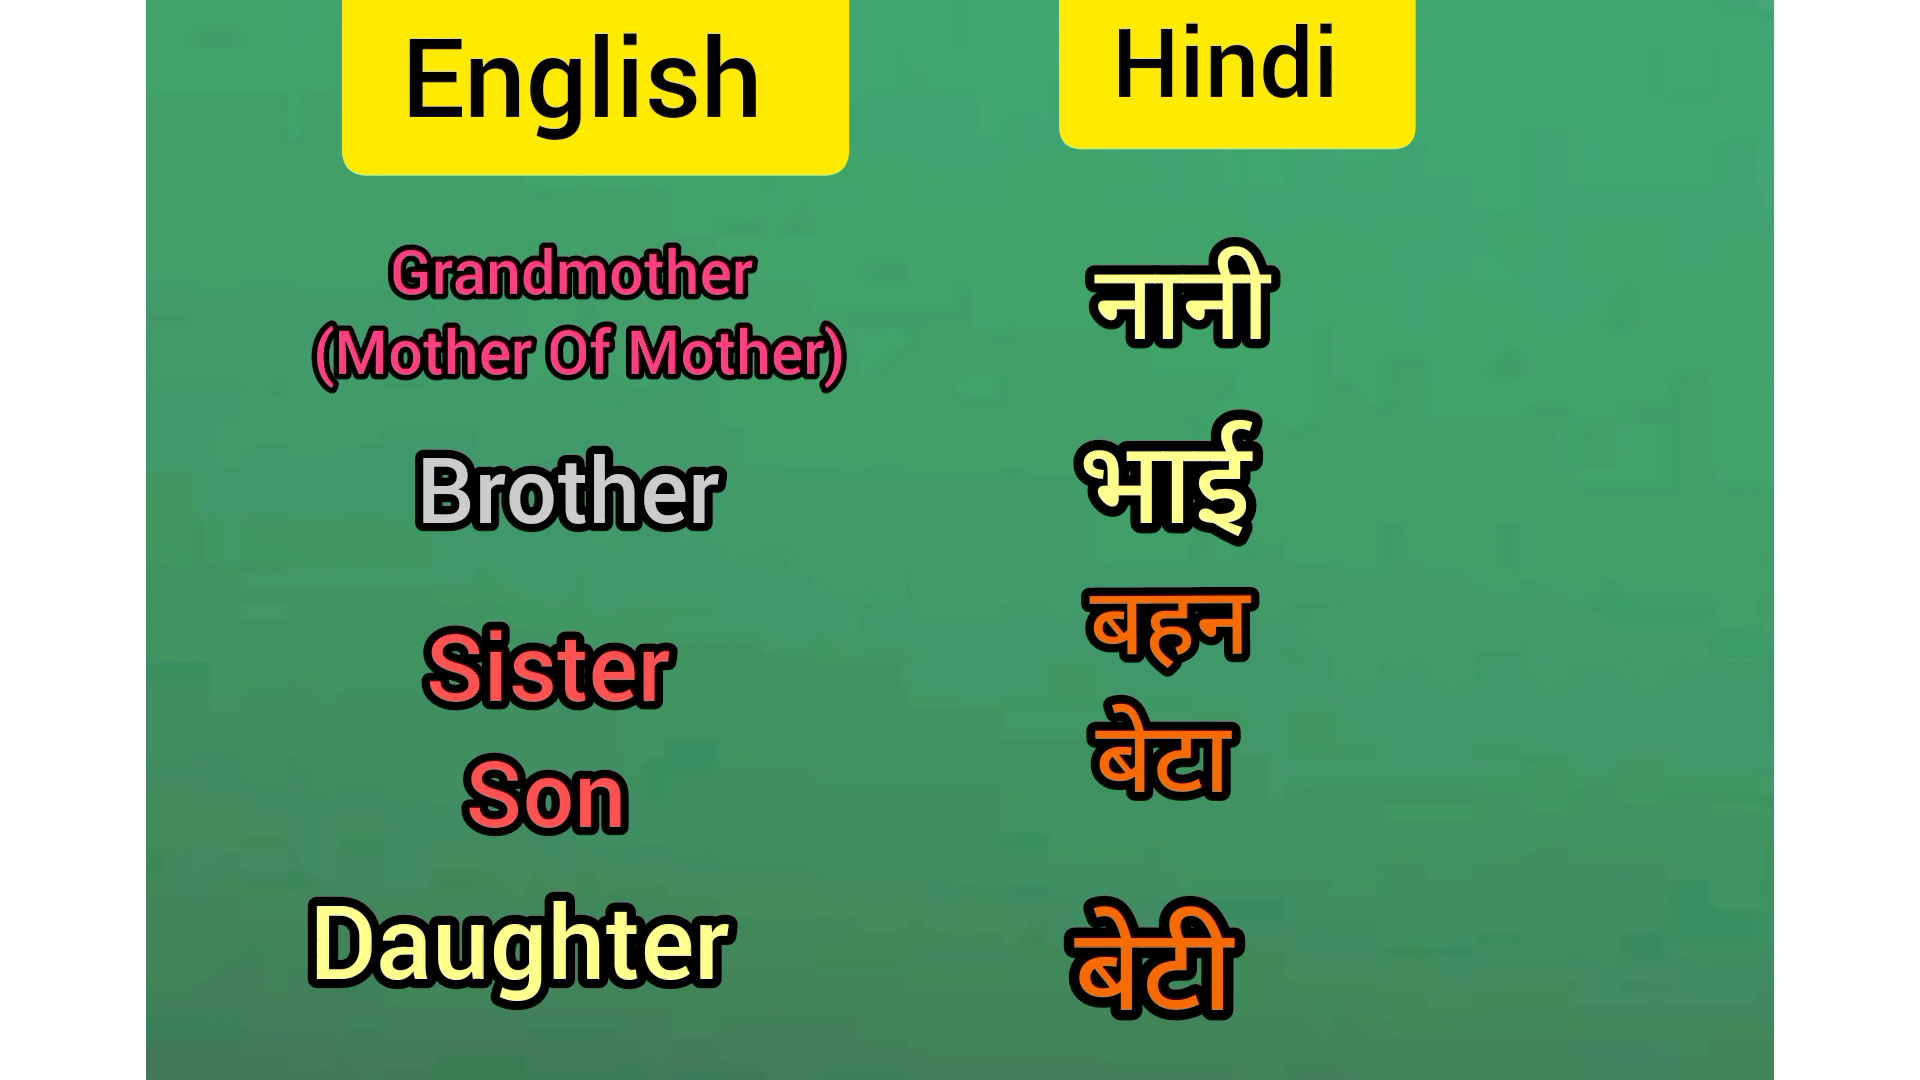 English Hindi
Grandmother
(Mother Of Mother) नानी
Brother भाई
Sister बहन
Son बेटा
Daughter बेटी